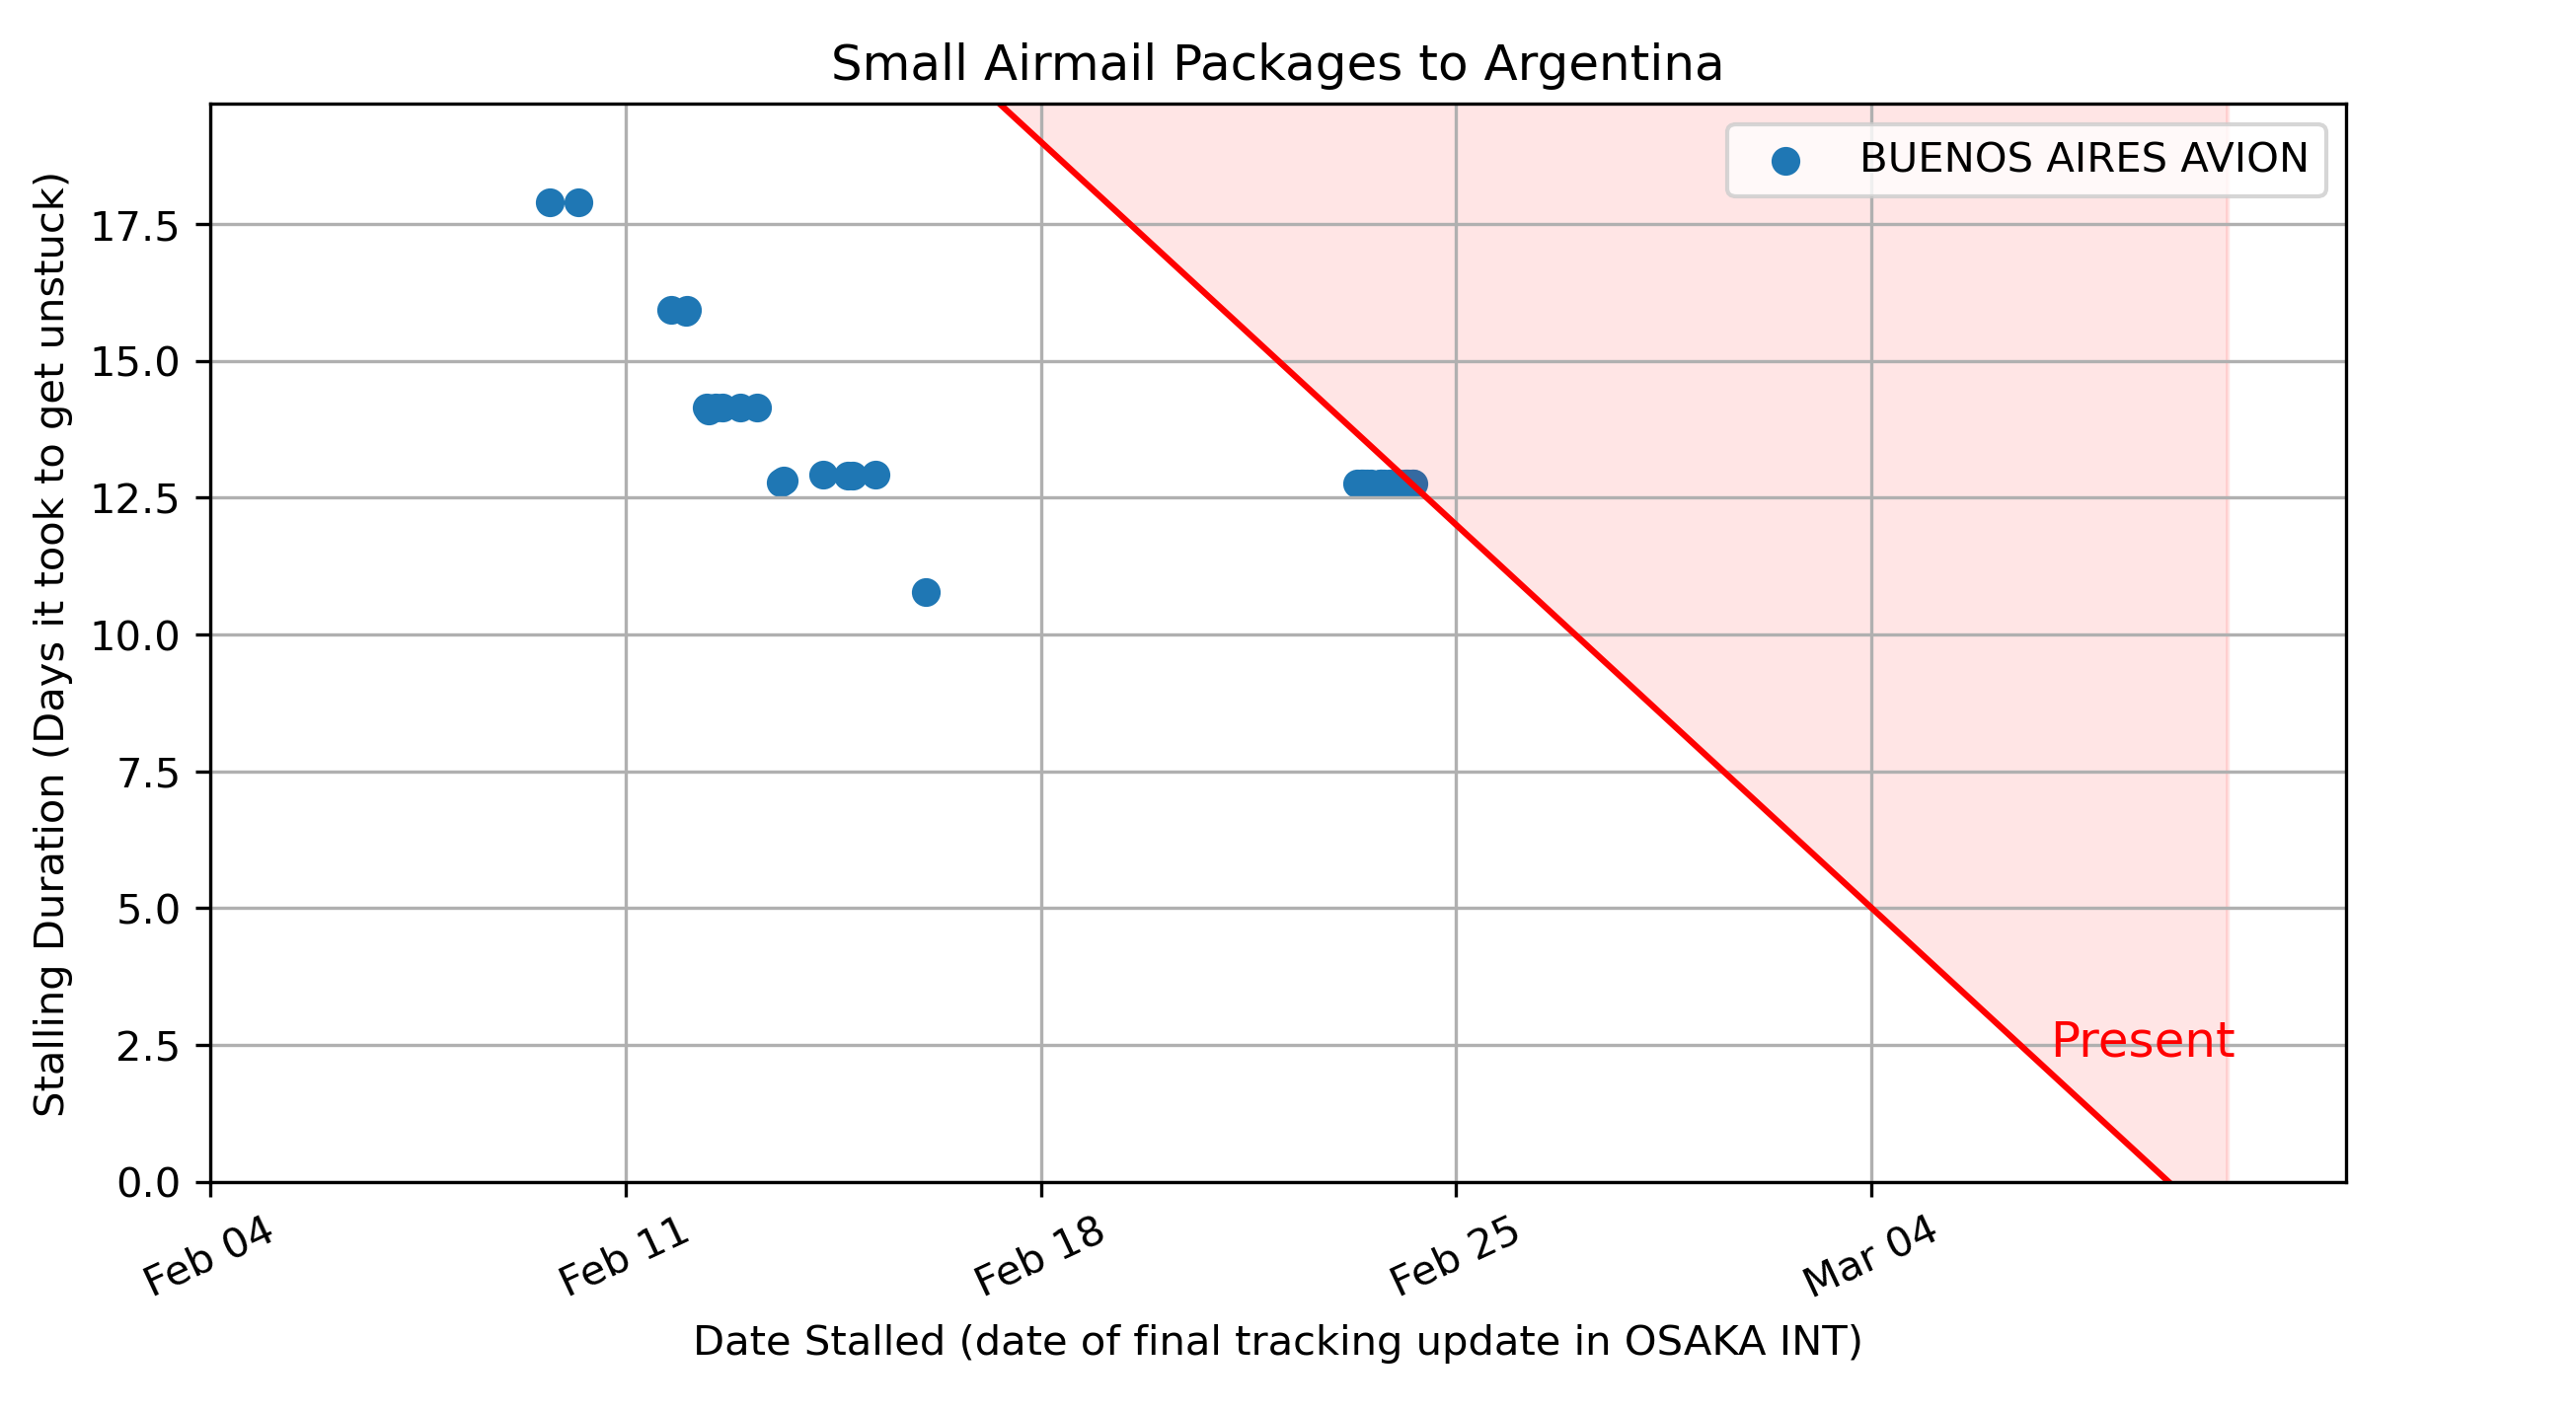 Small Airmail Packages to Argentina
BUENOS AIRES AVION
Stalling Duration (Days it took to get unstuck)
17.5
15.0
12.5
10.0
7.5
5.0
2.5
0.0
Present
Feb 04
Feb 11
Feb 18
Feb 25
Mar 04
Date Stalled (date of final tracking update in OSAKA INT)